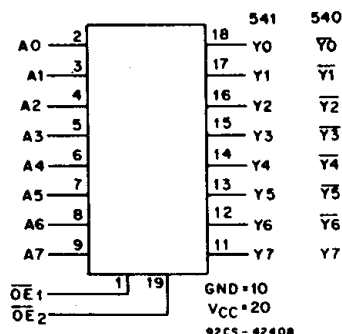 541 540
A0 2 18 Y0 Y̅0̅
A1 3 17 Y1 Y̅1̅
A2 4 16 Y2 Y̅2̅
A3 5 15 Y3 Y̅3̅
A4 6 14 Y4 Y̅4̅
A5 7 13 Y5 Y̅5̅
A6 8 12 Y6 Y̅6̅
A7 9 11 Y7 Y7
1 19
O̅E̅1 GND=10
O̅E̅2 VCC=20
92CS-42408